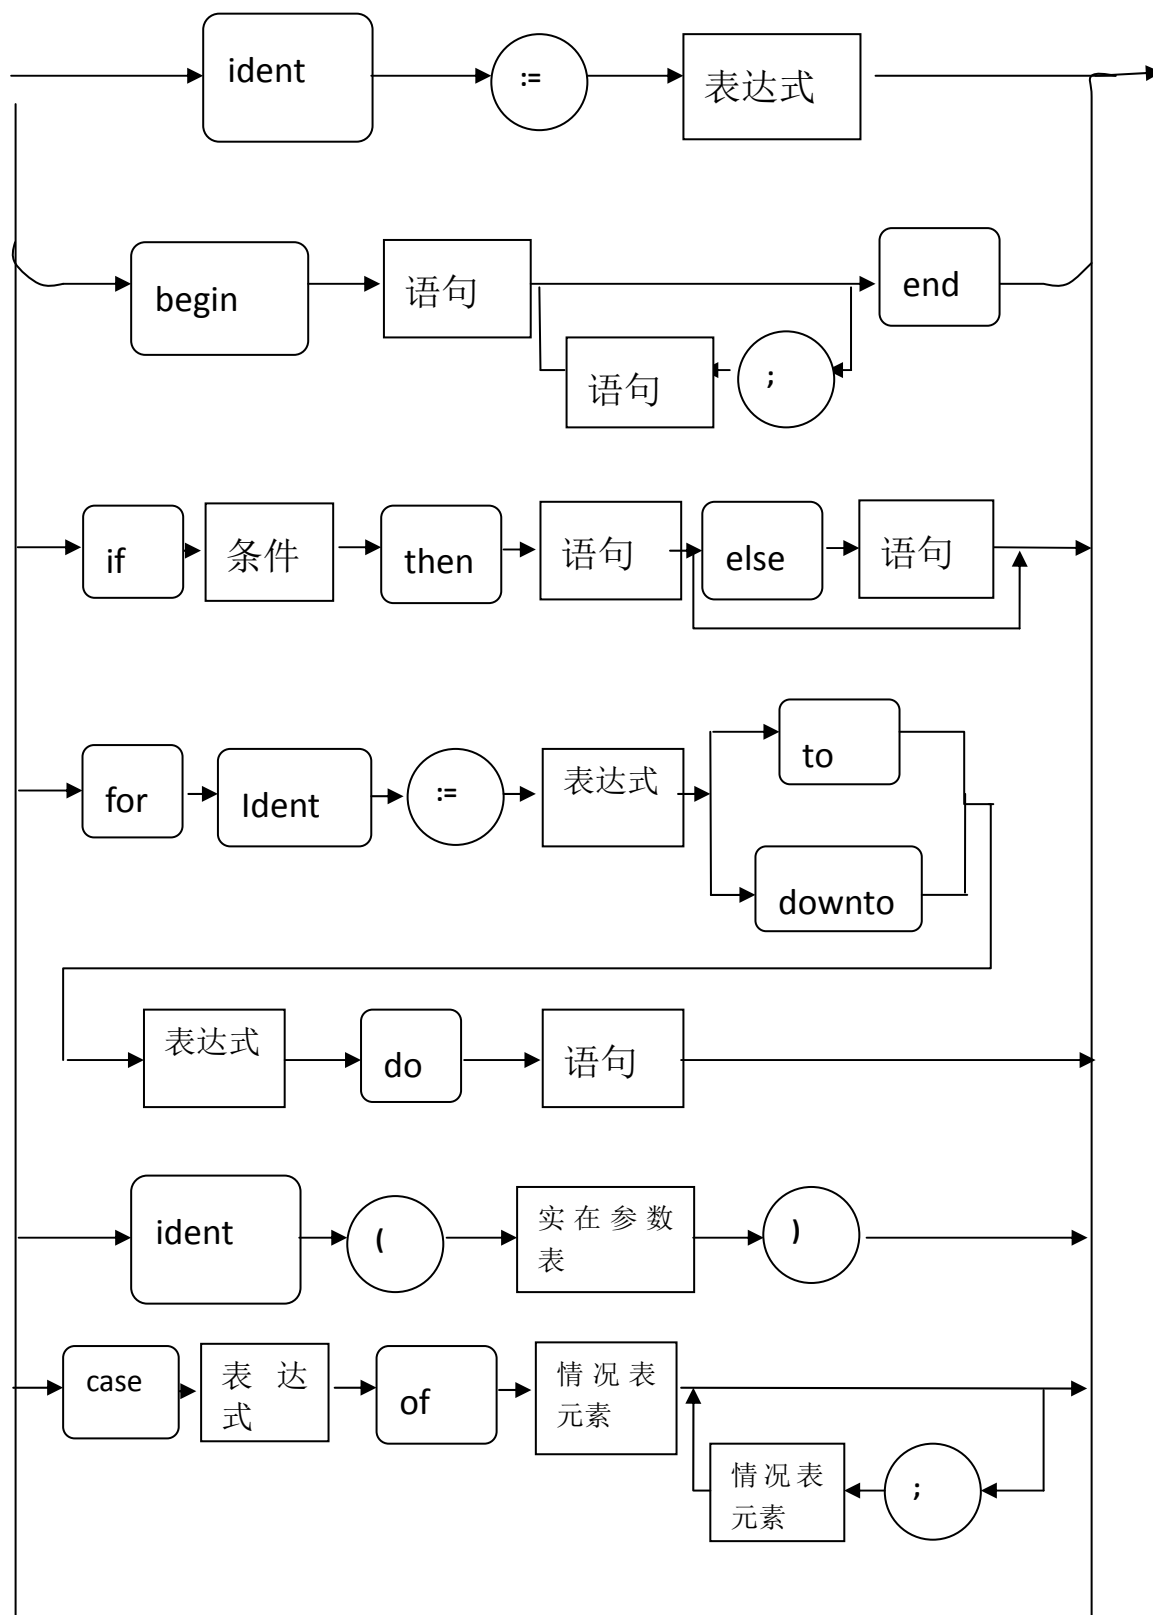 ident := 表达式
begin 语句 end
语句 ;
if 条件 then 语句 else 语句
to
for Ident := 表达式
downto
表达式 do 语句
ident ( 实在参数 )
表
case 表达 of 情况表
式 元素
情况表 ;
元素